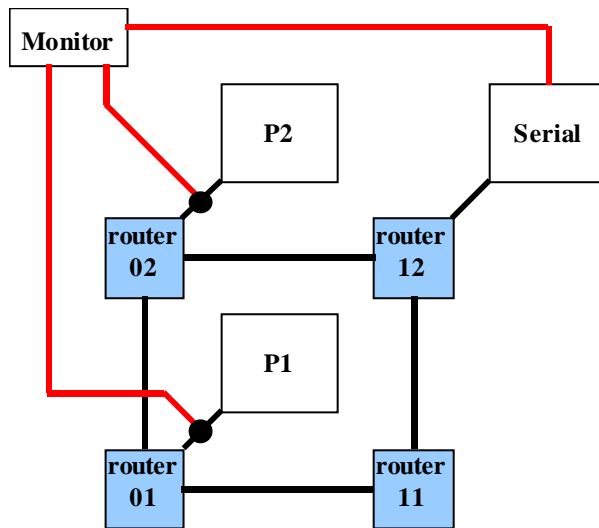 Monitor
P2
Serial
router
02
router
12
P1
router
01
router
11